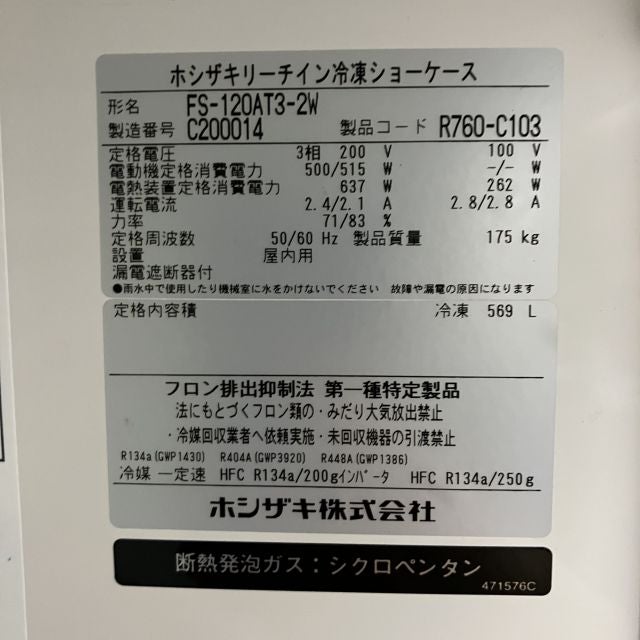 ホシザキリーチイン冷凍ショーケース
形名 FS-120AT3-2W
製造番号 C200014 製品コード R760-C103
定格電圧 3相 200 V 100 V
電動機定格消費電力 500/515 W -/- W
電熱装置定格消費電力 637 W 262 W
運転電流 2.4/2.1 A 2.8/2.8 A
力率 71/83 %
定格周波数 50/60 Hz 製品質量 175 kg
設置 屋内用
漏電遮断器付
●雨水中で使用したり機械室に水をかけないでください 故障や漏電の原因になります
定格内容積 冷凍 569 L
フロン排出抑制法 第一種特定製品
法にもとづくフロン類の・みだり大気放出禁止
・冷媒回収業者へ依頼実施・未回収機器の引渡禁止
R134a(GWP1430) R404A(GWP3920) R448A(GWP1386)
冷媒 一定速 HFC R134a/200gインバータ HFC R134a/250g
ホシザキ株式会社
断熱発泡ガス：シクロペンタン
471576C